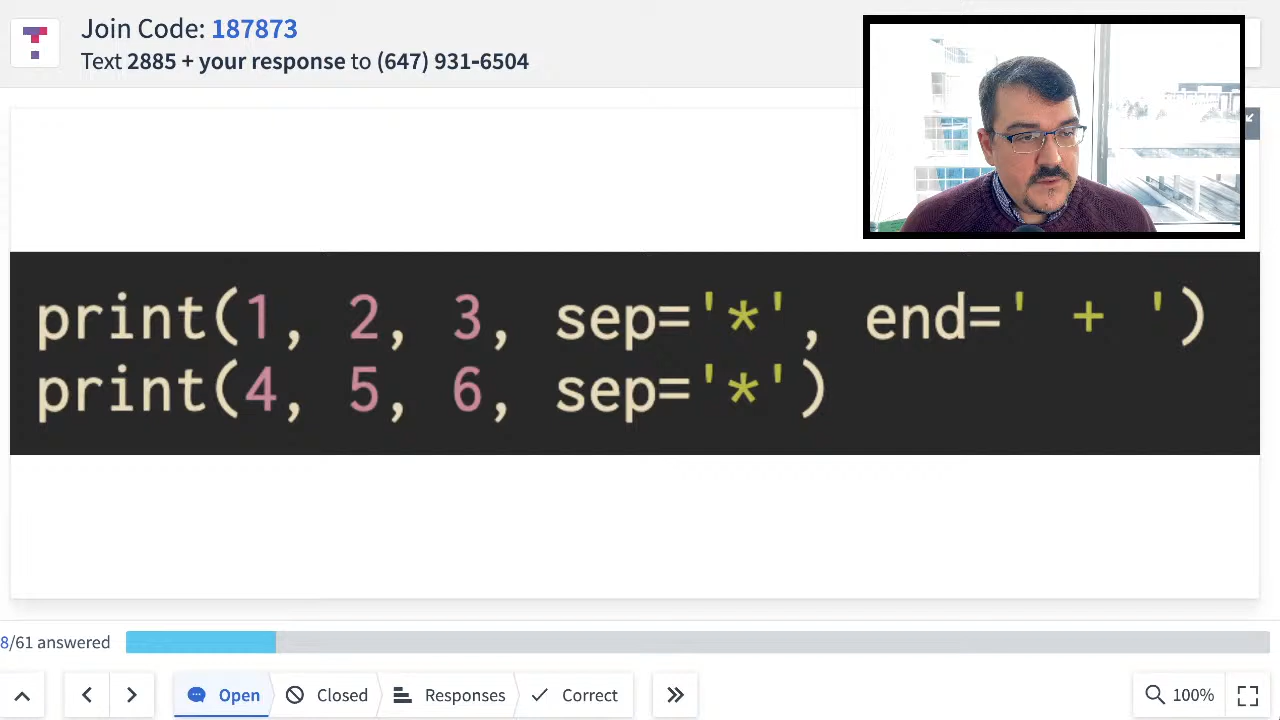 Join Code: 187873
Text 2885 + your response to (647) 931-6504
print(1, 2, 3, sep='*', end=' + ')
print(4, 5, 6, sep='*')
8/61 answered
Open
Closed
Responses
Correct
100%